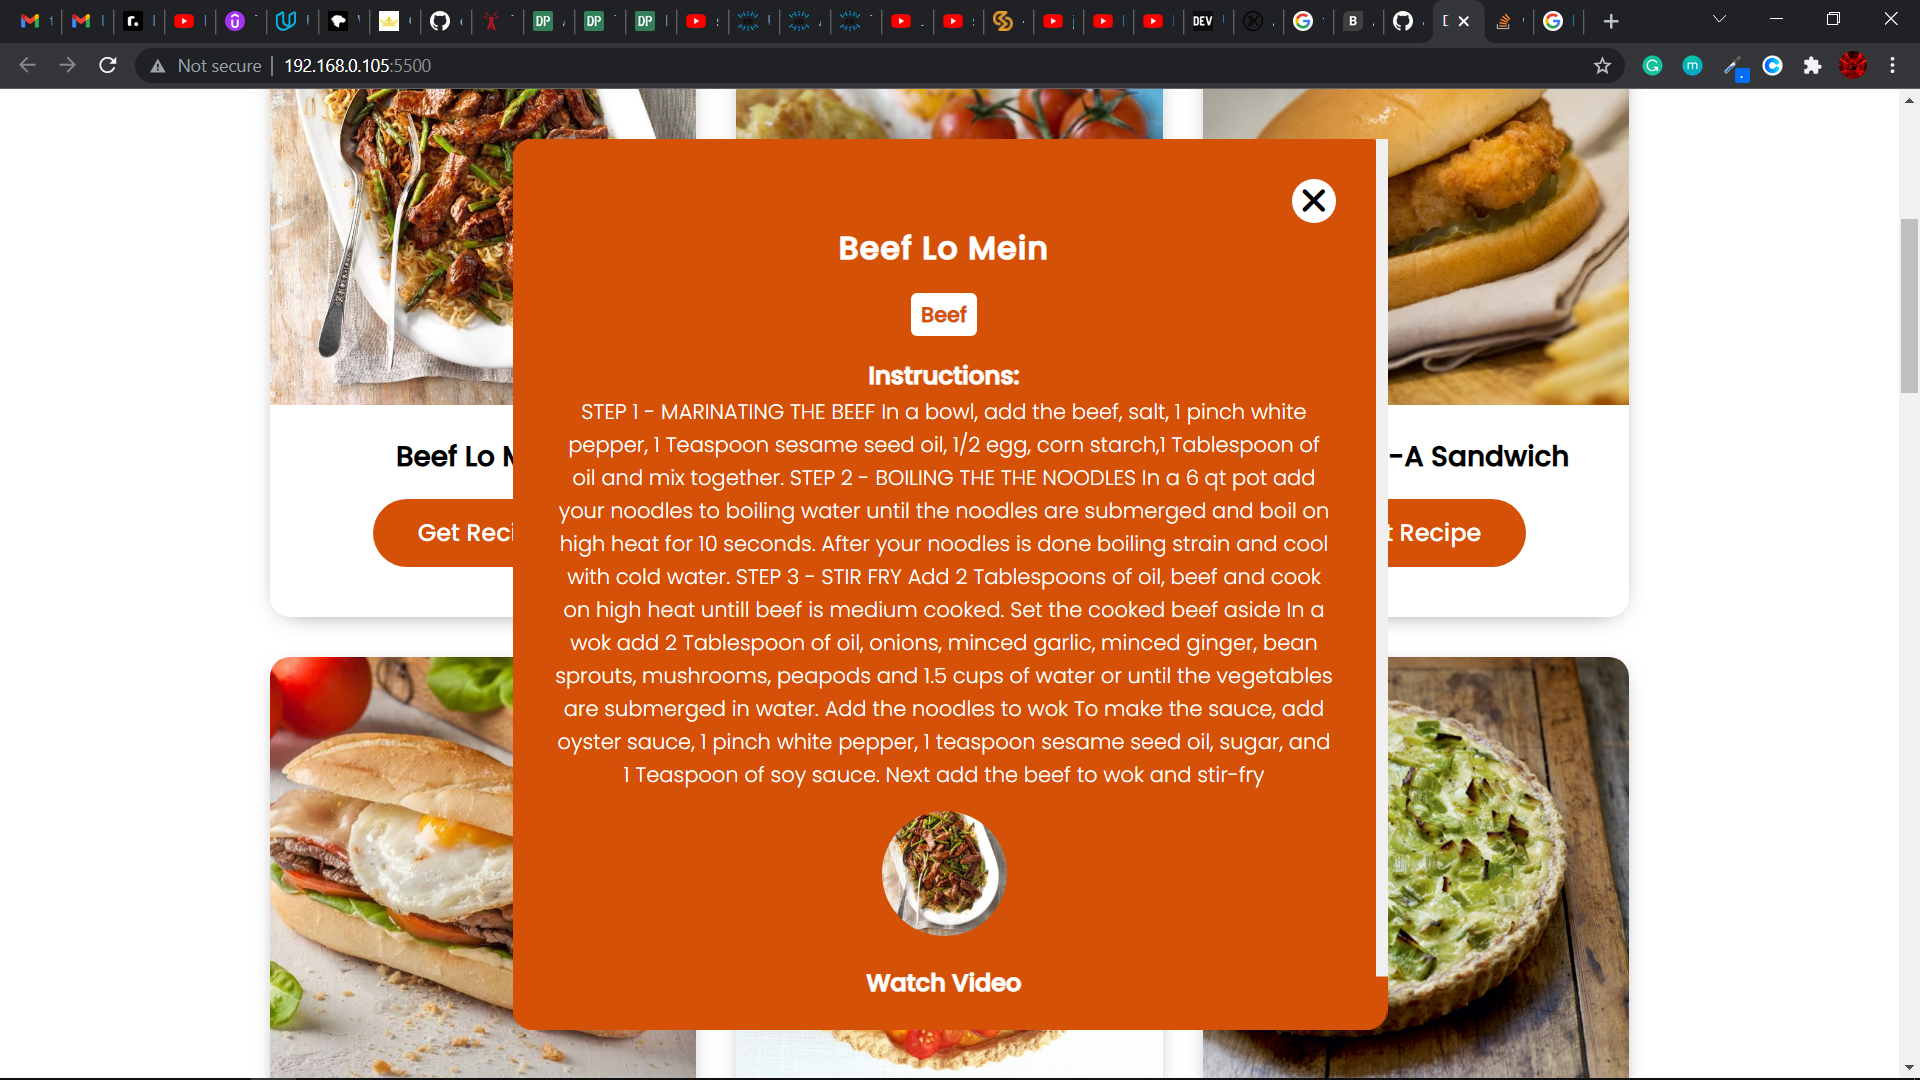 DP
DP
DP
DEV
B
Not secure
192.168.0.105:5500
Beef Lo Mein
Beef
Instructions:
STEP 1 - MARINATING THE BEEF In a bowl, add the beef, salt, 1 pinch white
pepper, 1 Teaspoon sesame seed oil, 1/2 egg, corn starch,1 Tablespoon of
oil and mix together. STEP 2 - BOILING THE THE NOODLES In a 6 qt pot add
your noodles to boiling water until the noodles are submerged and boil on
high heat for 10 seconds. After your noodles is done boiling strain and cool
with cold water. STEP 3 - STIR FRY Add 2 Tablespoons of oil, beef and cook
on high heat untill beef is medium cooked. Set the cooked beef aside In a
wok add 2 Tablespoon of oil, onions, minced garlic, minced ginger, bean
sprouts, mushrooms, peapods and 1.5 cups of water or until the vegetables
are submerged in water. Add the noodles to wok To make the sauce, add
oyster sauce, 1 pinch white pepper, 1 teaspoon sesame seed oil, sugar, and
1 Teaspoon of soy sauce. Next add the beef to wok and stir-fry
Watch Video
Beef Lo M
Get Reci
-A Sandwich
t Recipe